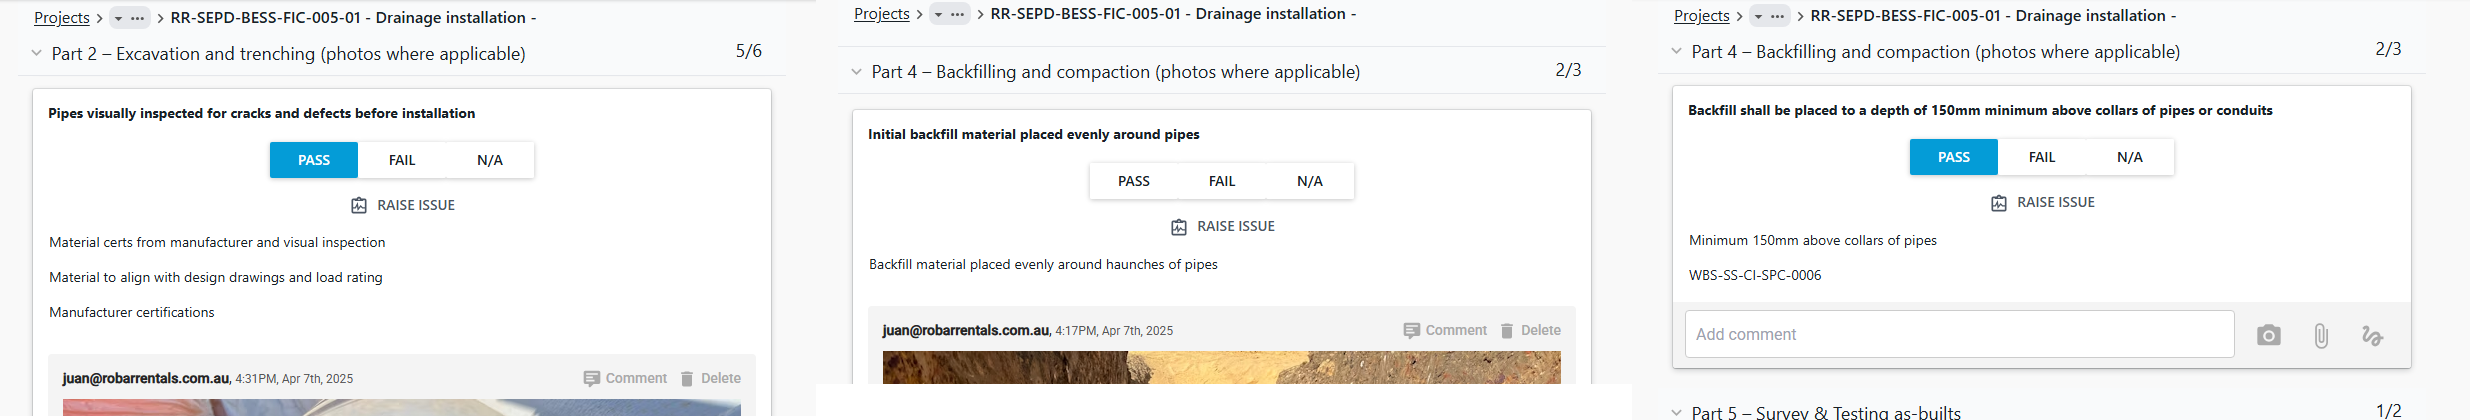 Projects > ▾ ··· > RR-SEPD-BESS-FIC-005-01 - Drainage installation -
Part 2 – Excavation and trenching (photos where applicable) 5/6
Pipes visually inspected for cracks and defects before installation
PASS FAIL N/A
RAISE ISSUE
Material certs from manufacturer and visual inspection
Material to align with design drawings and load rating
Manufacturer certifications
juan@robarrentals.com.au, 4:31PM, Apr 7th, 2025 Comment Delete
Projects > ▾ ··· > RR-SEPD-BESS-FIC-005-01 - Drainage installation -
Part 4 – Backfilling and compaction (photos where applicable) 2/3
Initial backfill material placed evenly around pipes
PASS FAIL N/A
RAISE ISSUE
Backfill material placed evenly around haunches of pipes
juan@robarrentals.com.au, 4:17PM, Apr 7th, 2025 Comment Delete
Projects > ▾ ··· > RR-SEPD-BESS-FIC-005-01 - Drainage installation -
Part 4 – Backfilling and compaction (photos where applicable) 2/3
Backfill shall be placed to a depth of 150mm minimum above collars of pipes or conduits
PASS FAIL N/A
RAISE ISSUE
Minimum 150mm above collars of pipes
WBS-SS-CI-SPC-0006
Add comment
Part 5 – Survey & Testing as-builts 1/2